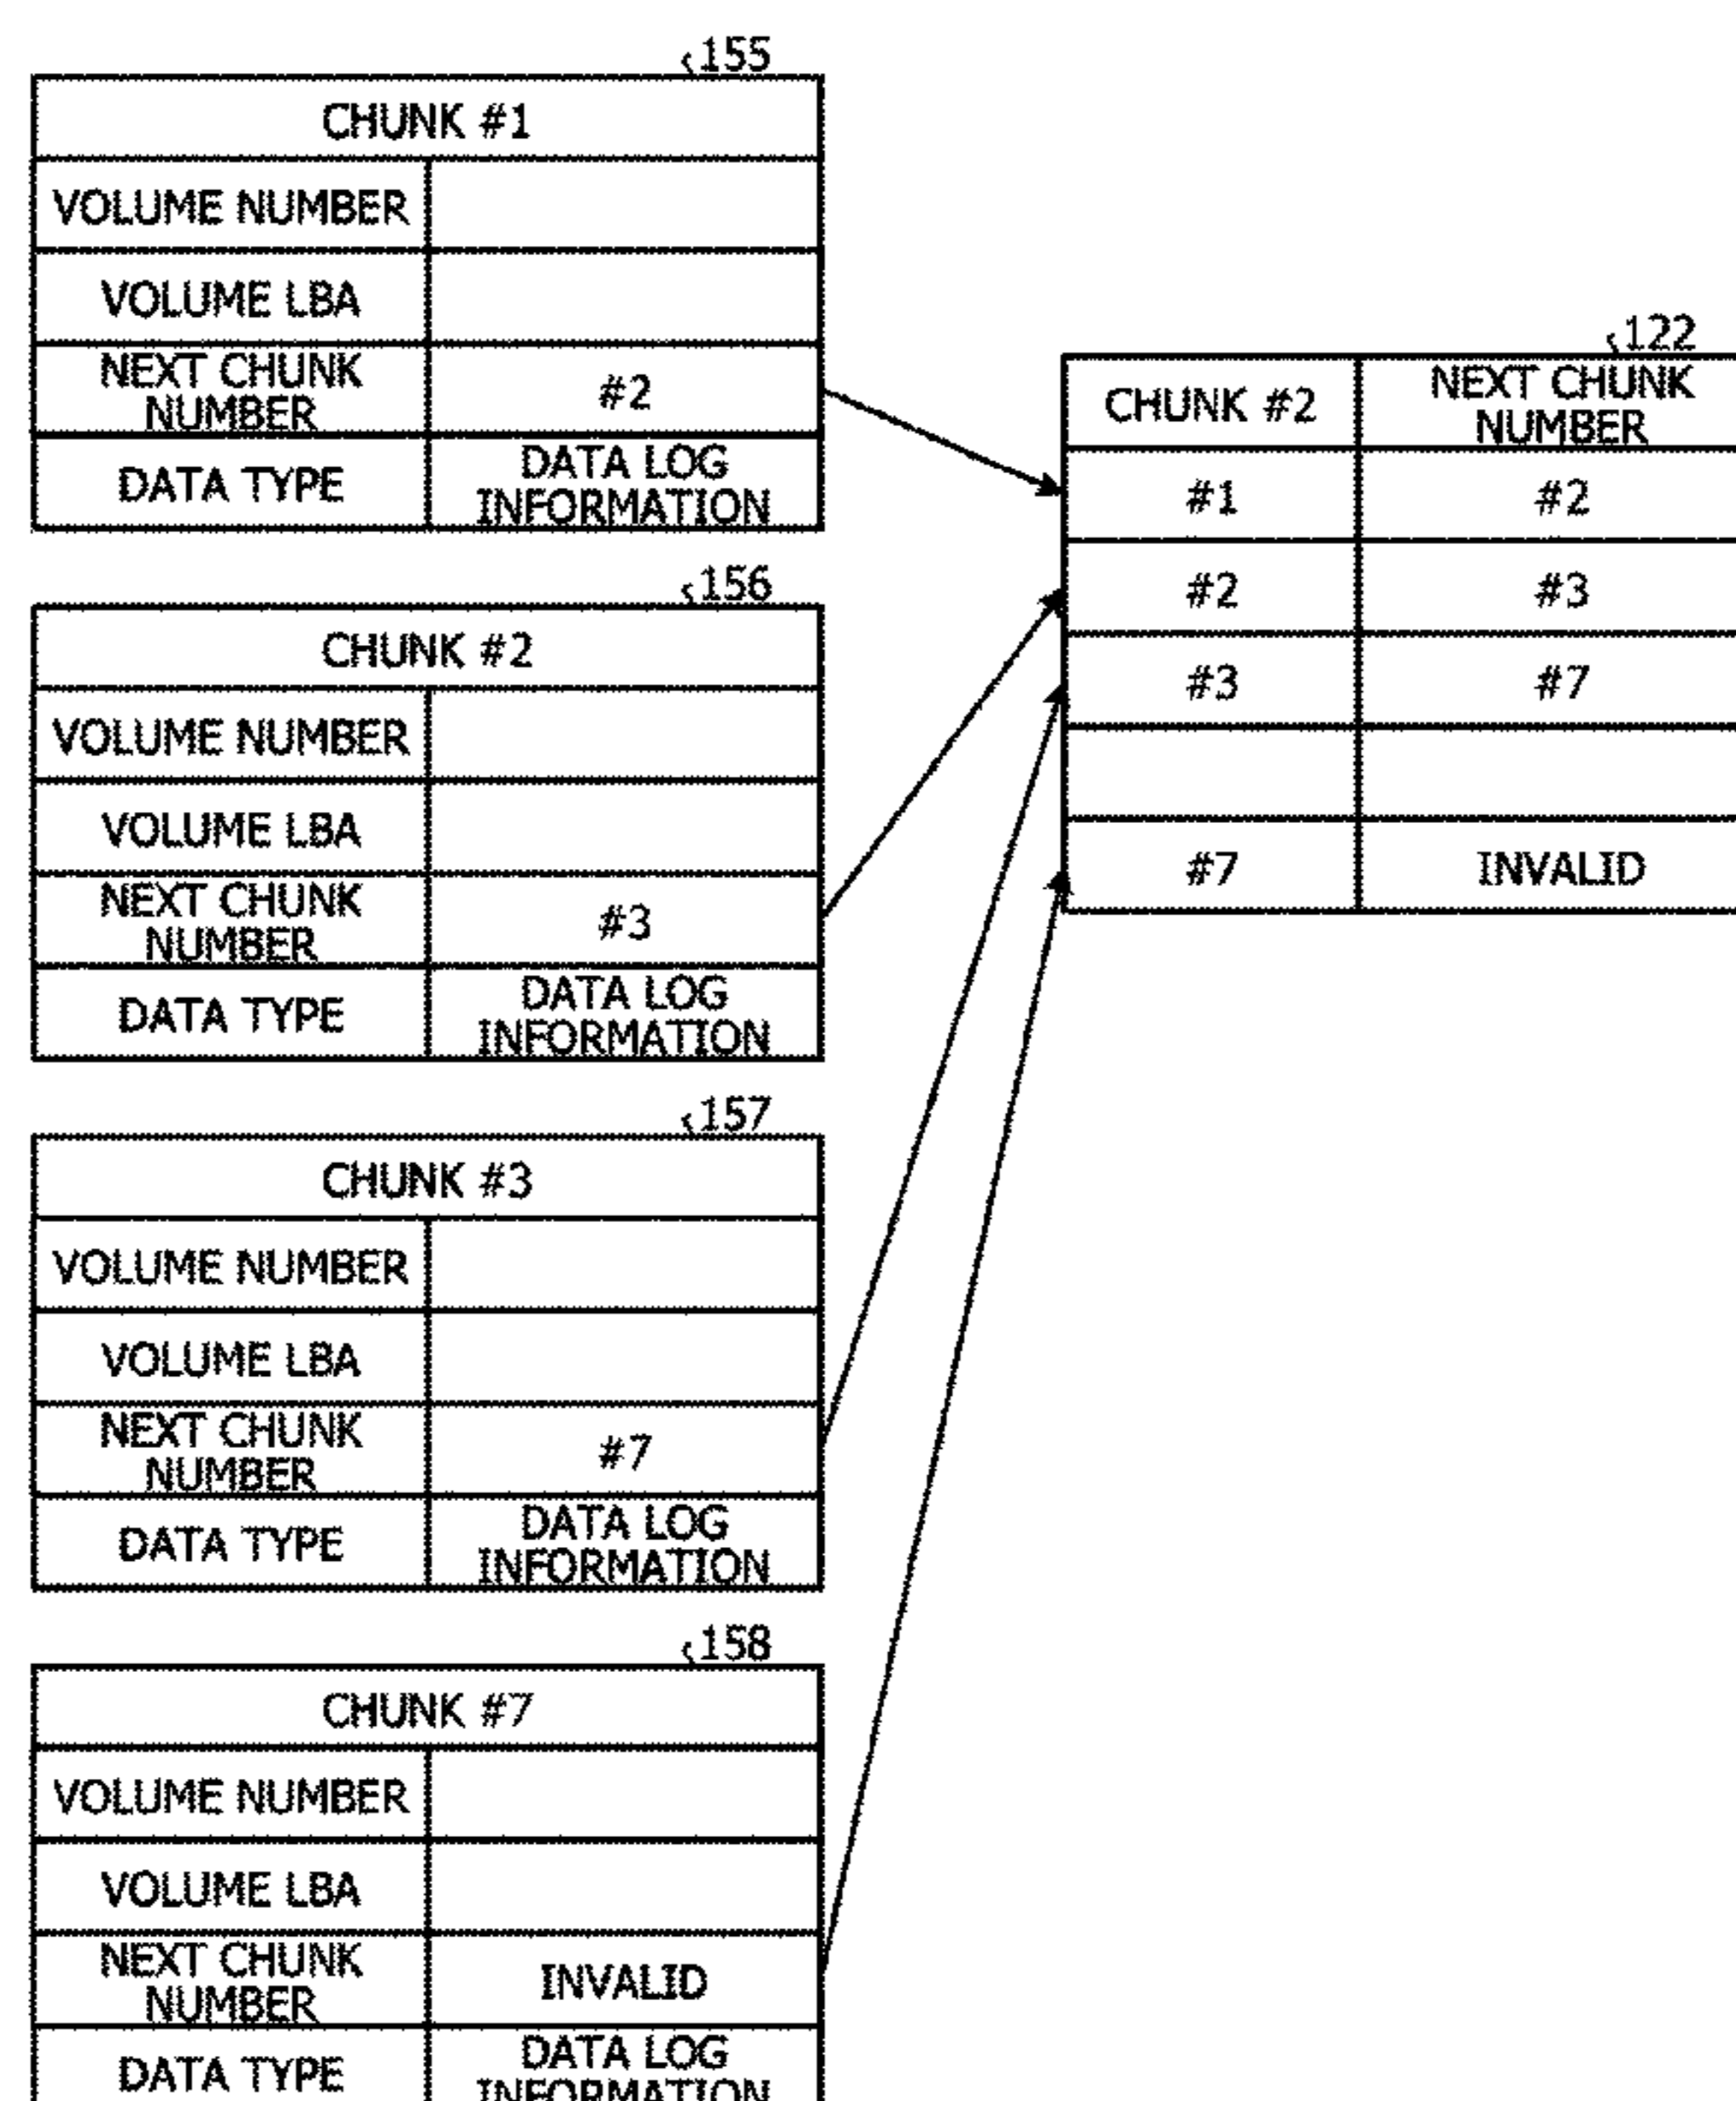 155
CHUNK #1
VOLUME NUMBER
VOLUME LBA
NEXT CHUNK
NUMBER
#2
DATA TYPE
DATA LOG
INFORMATION
156
CHUNK #2
VOLUME NUMBER
VOLUME LBA
NEXT CHUNK
NUMBER
#3
DATA TYPE
DATA LOG
INFORMATION
157
CHUNK #3
VOLUME NUMBER
VOLUME LBA
NEXT CHUNK
NUMBER
#7
DATA TYPE
DATA LOG
INFORMATION
158
CHUNK #7
VOLUME NUMBER
VOLUME LBA
NEXT CHUNK
NUMBER
INVALID
DATA TYPE
DATA LOG
INFORMATION
122
CHUNK #2
NEXT CHUNK
NUMBER
#1 #2
#2 #3
#3 #7
#7 INVALID